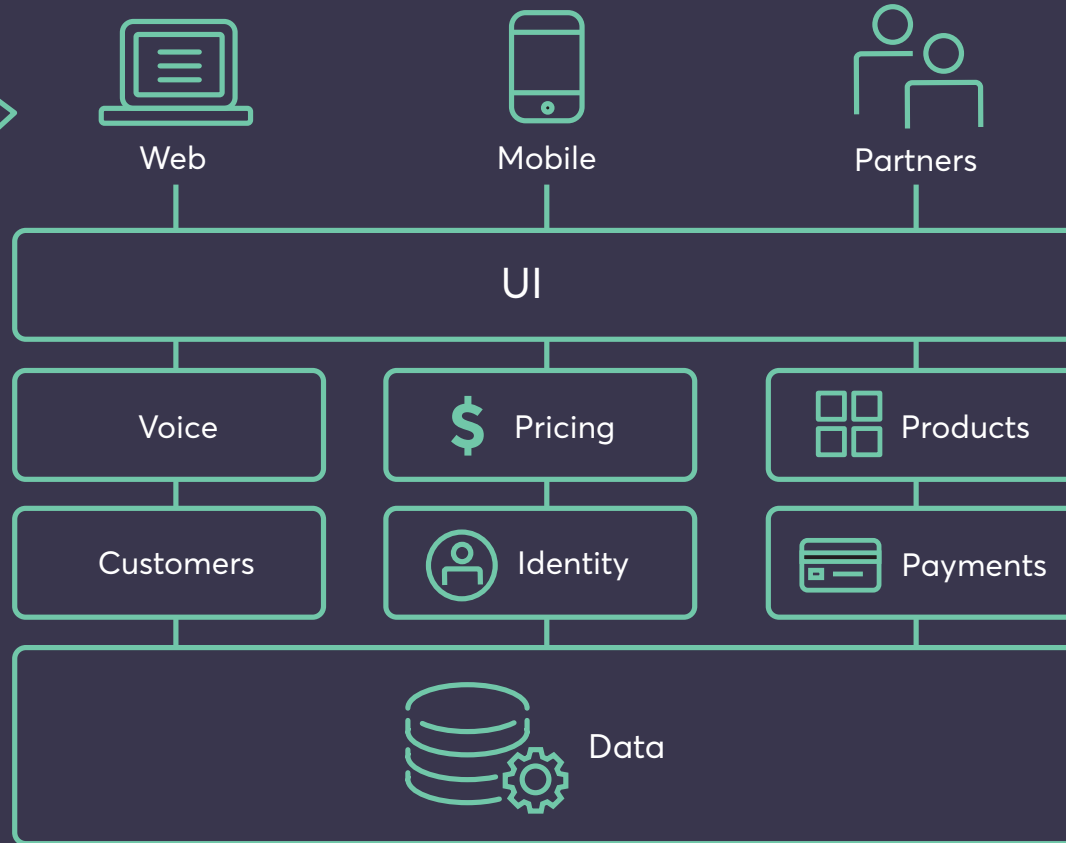 Web
Mobile
Partners
UI
Voice
$ Pricing
Products
Customers
Identity
Payments
Data